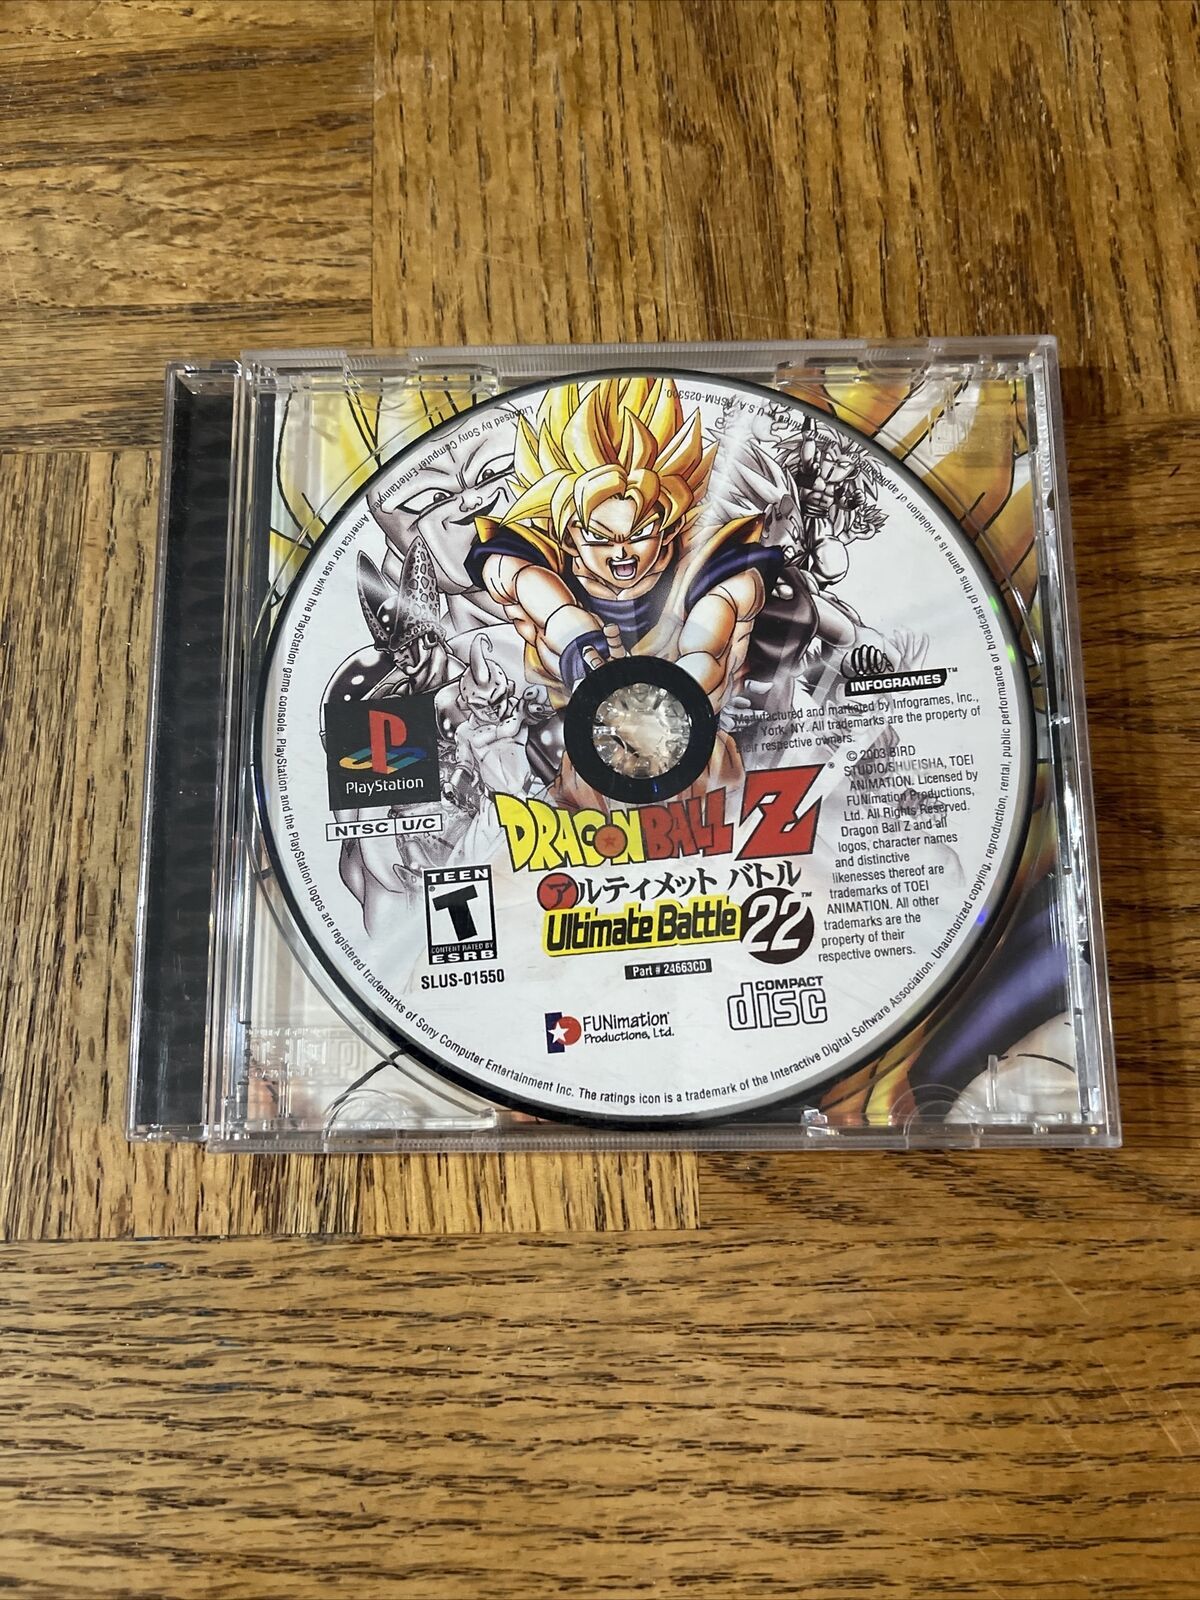 Licensed by Sony Computer Entertainment America for use with the PlayStation game console. PlayStation and the PlayStation logos are registered trademarks of Sony Computer Entertainment Inc. The ratings icon is a trademark of the Interactive Digital Software Association. Unauthorized copying, reproduction, rental, public performance or broadcast of this game is a violation of
U.S.A.
INFOGRAMES™
Manufactured and marketed by Infogrames, Inc.,
York, NY. All trademarks are the property of
their respective owners.
© 2003 BIRD
STUDIO/SHUEISHA, TOEI
ANIMATION. Licensed by
FUNimation Productions,
Ltd. All Rights Reserved.
Dragon Ball Z and all
logos, character names
and distinctive
likenesses thereof are
trademarks of TOEI
ANIMATION. All other
trademarks are the
property of their
respective owners.
PlayStation
NTSC U/C
DRAGON BALL Z®
アルティメット バトル
Ultimate Battle 22™
TEEN
T
CONTENT RATED BY
ESRB
SLUS-01550
Part # 24663CD
COMPACT
disc
FUNimation®
Productions, Ltd.